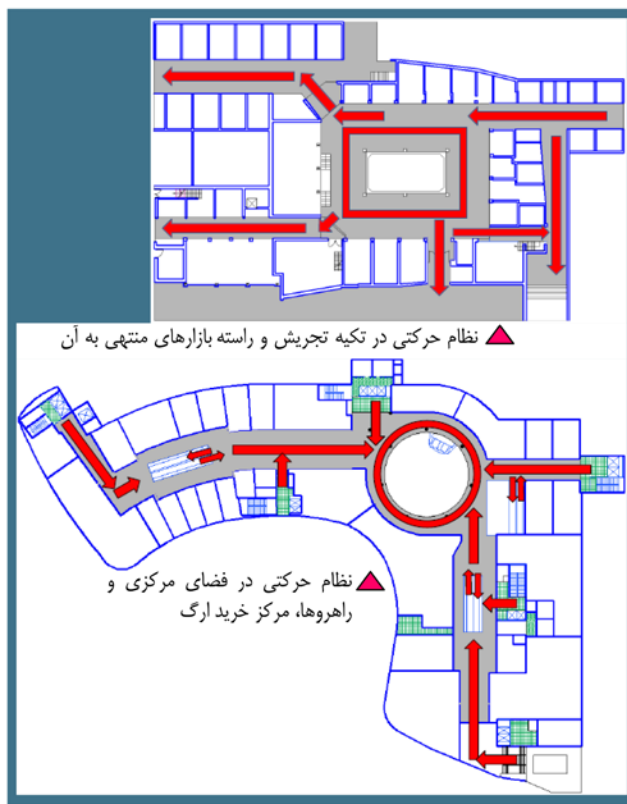 نظام حرکتی در تکیه تجریش و راسته بازارهای منتهی به آن
نظام حرکتی در فضای مرکزی و
راهروها، مرکز خرید ارگ